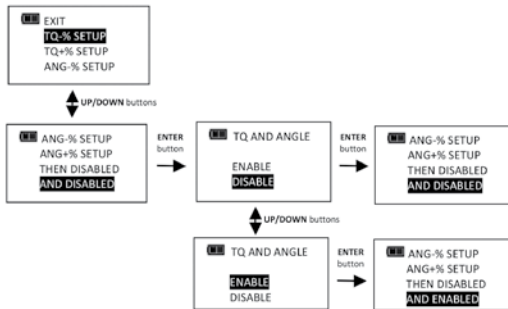 EXIT
TQ-% SETUP
TQ+% SETUP
ANG-% SETUP
UP/DOWN buttons
ANG-% SETUP
ANG+% SETUP
THEN DISABLED
AND DISABLED
ENTER
button
TQ AND ANGLE
ENABLE
DISABLE
ENTER
button
ANG-% SETUP
ANG+% SETUP
THEN DISABLED
AND DISABLED
UP/DOWN buttons
TQ AND ANGLE
ENABLE
DISABLE
ENTER
button
ANG-% SETUP
ANG+% SETUP
THEN DISABLED
AND ENABLED